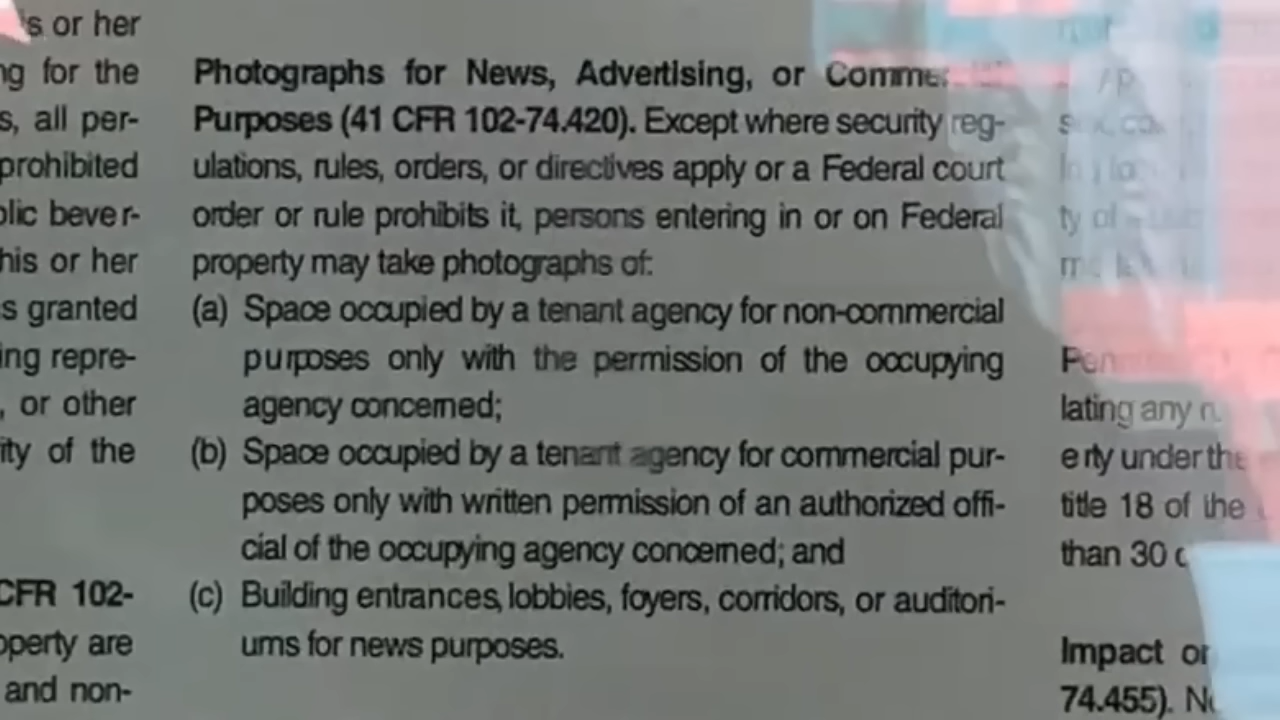 s or her
ng for the
s, all per-
prohibited
olic bever-
his or her
s granted
ing repre-
, or other
ity of the
CFR 102-
operty are
and non-
Photographs for News, Advertising, or
Purposes (41 CFR 102-74.420). Except where security reg-
ulations, rules, orders, or directives apply or a Federal court
order or rule prohibits it, persons entering in or on Federal
property may take photographs of:
(a) Space occupied by a tenant agency for non-commercial
purposes only with the permission of the occupying
agency concerned;
(b) Space occupied by a tenant agency for commercial pur-
poses only with written permission of an authorized offi-
cial of the occupying agency concerned; and
(c) Building entrances, lobbies, foyers, corridors, or auditori-
ums for news purposes.
ty of
lating any
erty under the
title 18 of the
than 30
Impact
74.455).